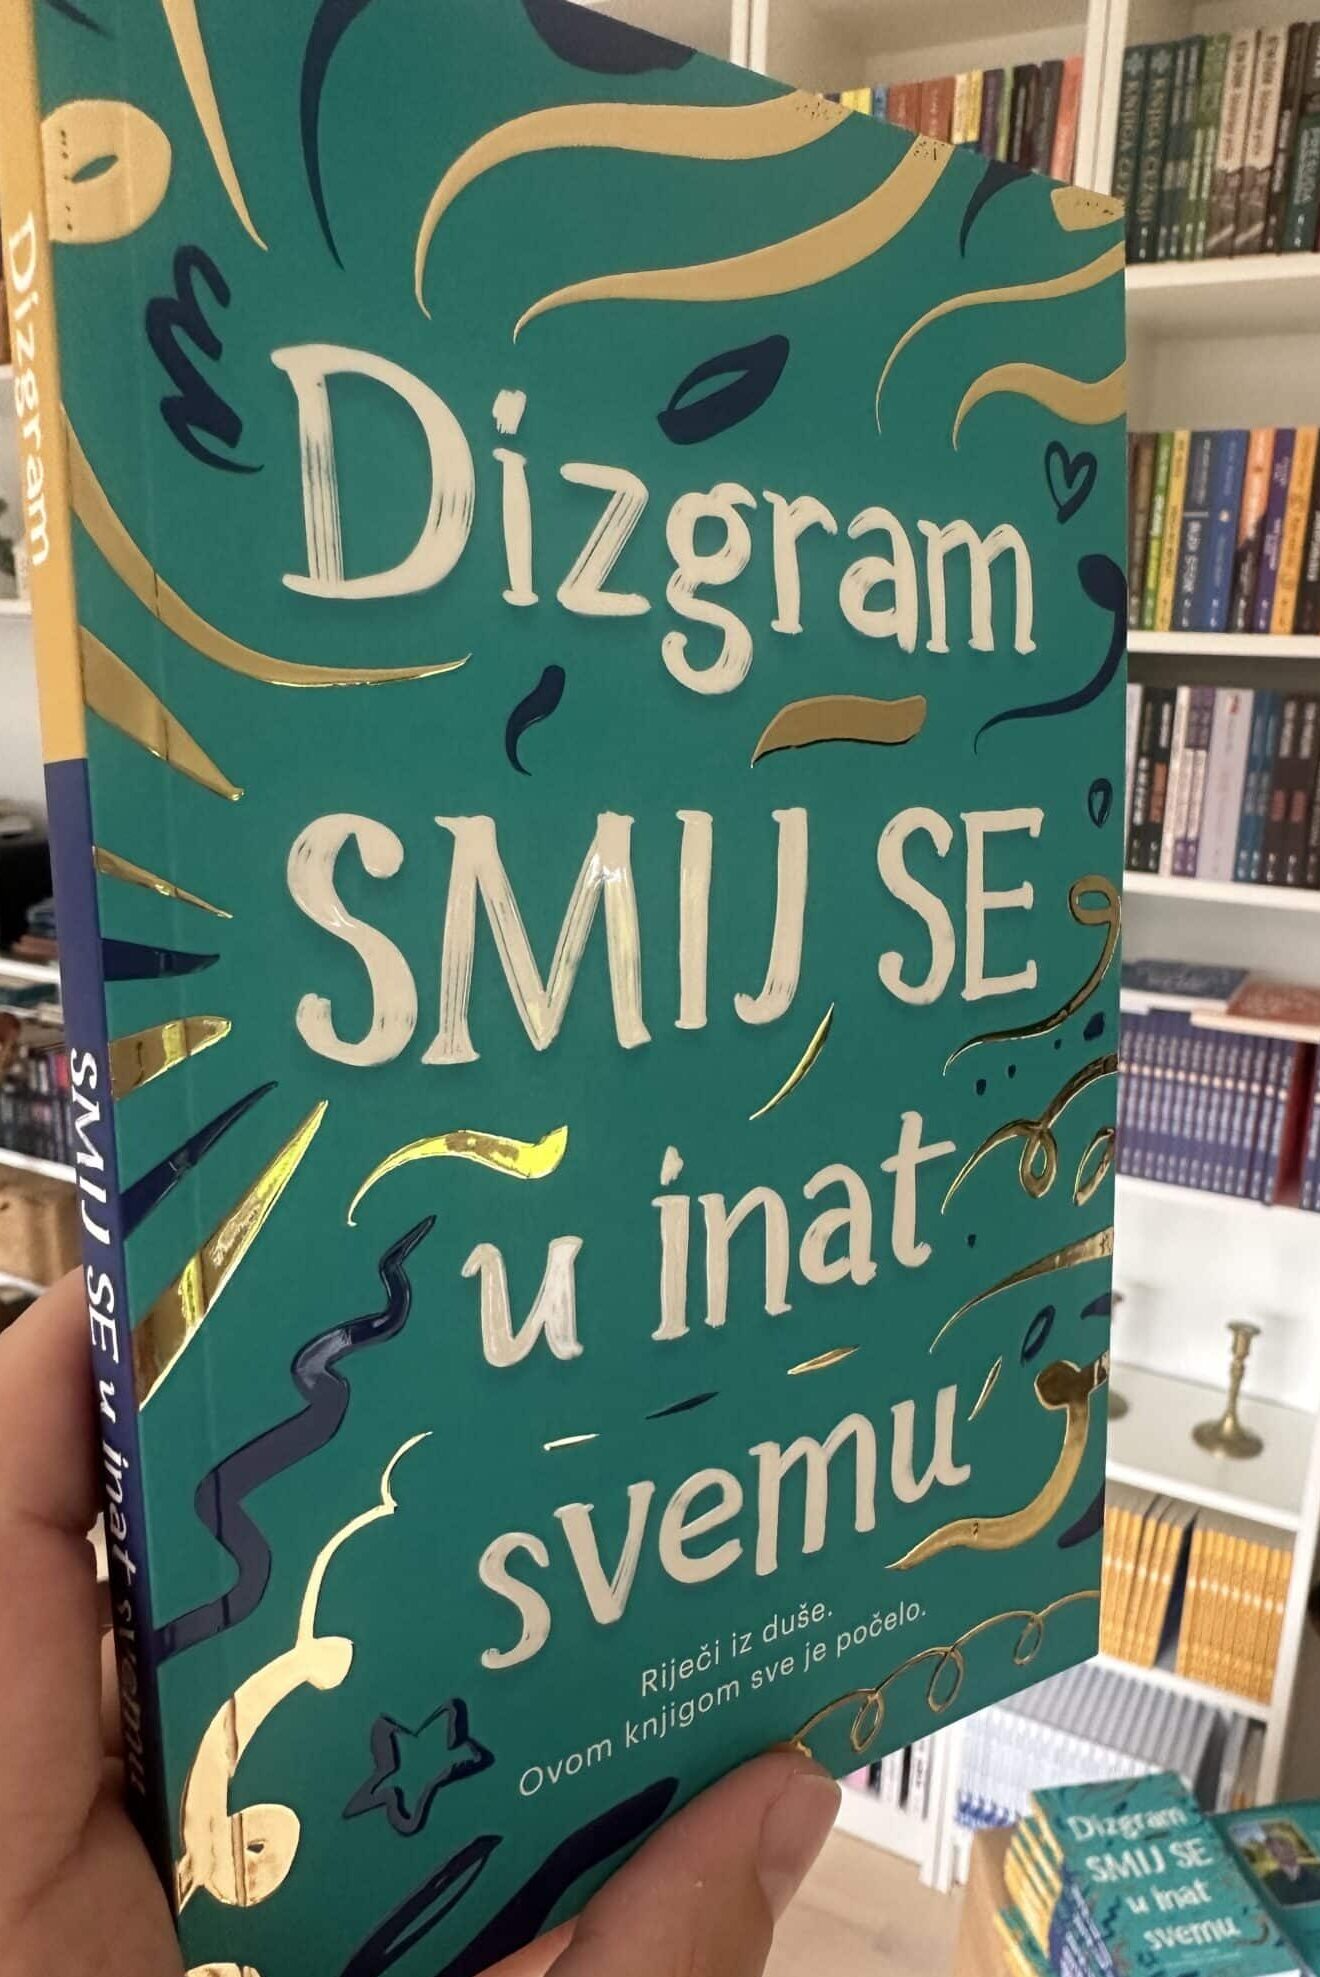 Dizgram
SMIJ SE
u inat
svemu
Riječi iz duše.
Ovom knjigom sve je počelo.
Dizgram
SMIJ SE u inat svemu
Dizgram
SMIJ SE
u inat
svemu